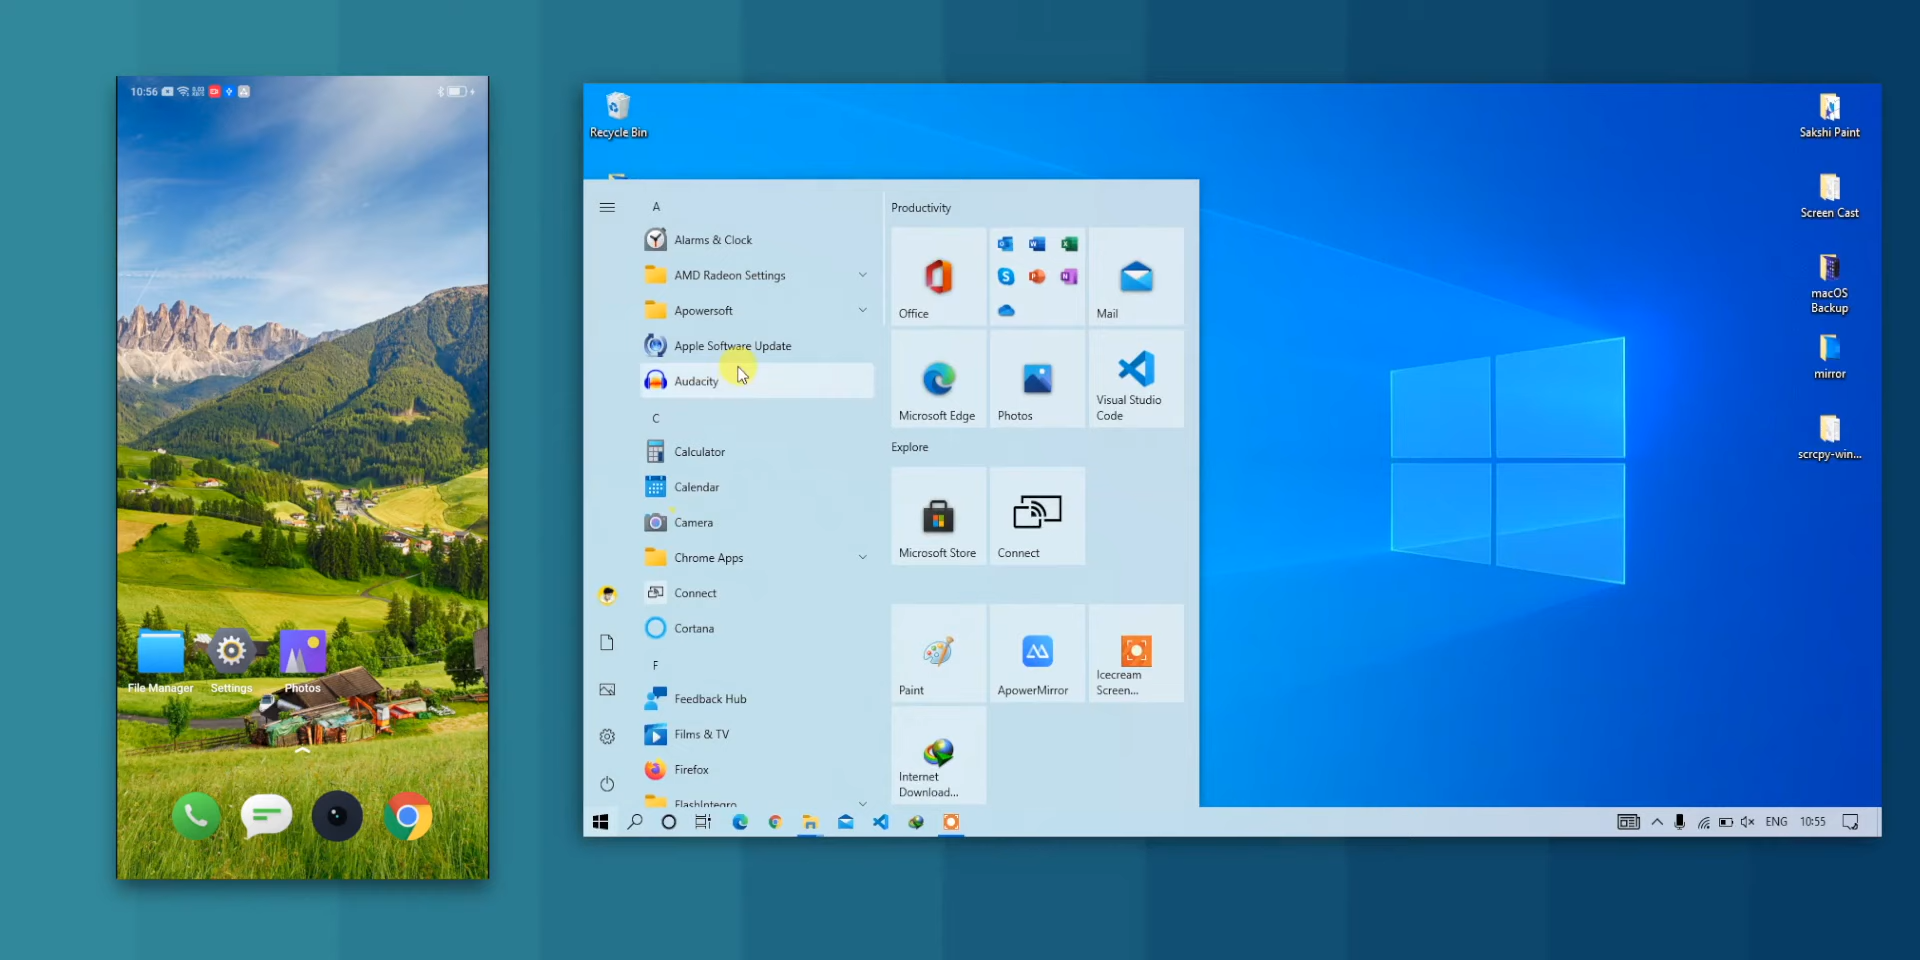 10:56
File Manager
Settings
Photos
Recycle Bin
A
Alarms & Clock
AMD Radeon Settings
Apowersoft
Apple Software Update
Audacity
C
Calculator
Calendar
Camera
Chrome Apps
Connect
Cortana
F
Feedback Hub
Films & TV
Firefox
FlashIntegro
Productivity
Office
Mail
Microsoft Edge
Photos
Visual Studio
Code
Explore
Microsoft Store
Connect
Paint
ApowerMirror
Icecream
Screen...
Internet
Download...
Sakshi Paint
Screen Cast
macOS
Backup
mirror
scrcpy-win...
ENG
10:55